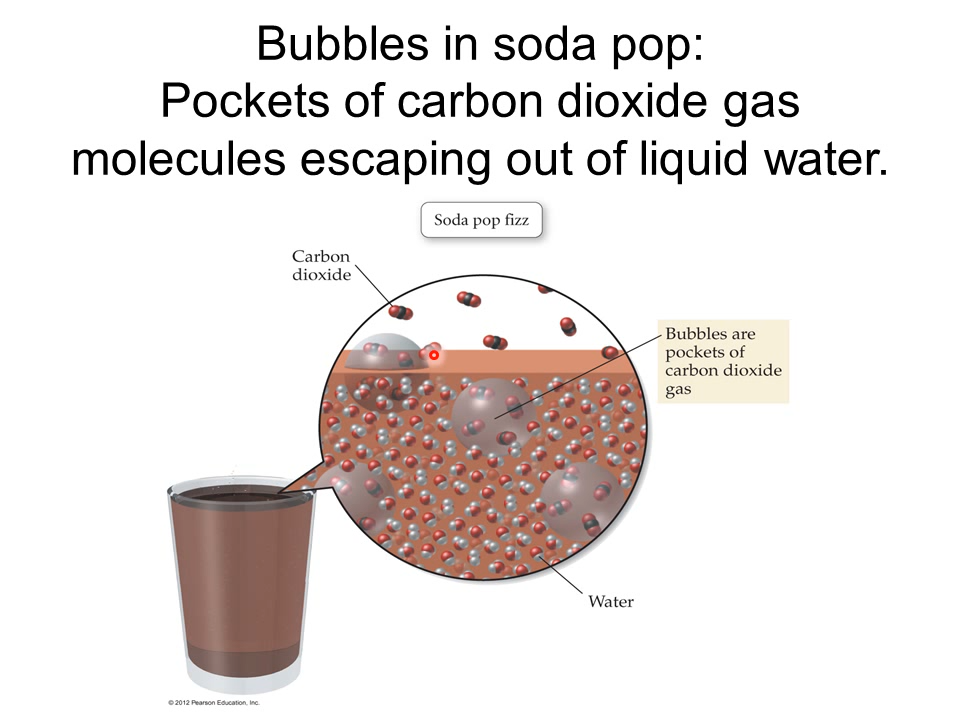 Bubbles in soda pop:
Pockets of carbon dioxide gas
molecules escaping out of liquid water.
Soda pop fizz
Carbon
dioxide
Bubbles are
pockets of
carbon dioxide
gas
Water
© 2012 Pearson Education, Inc.